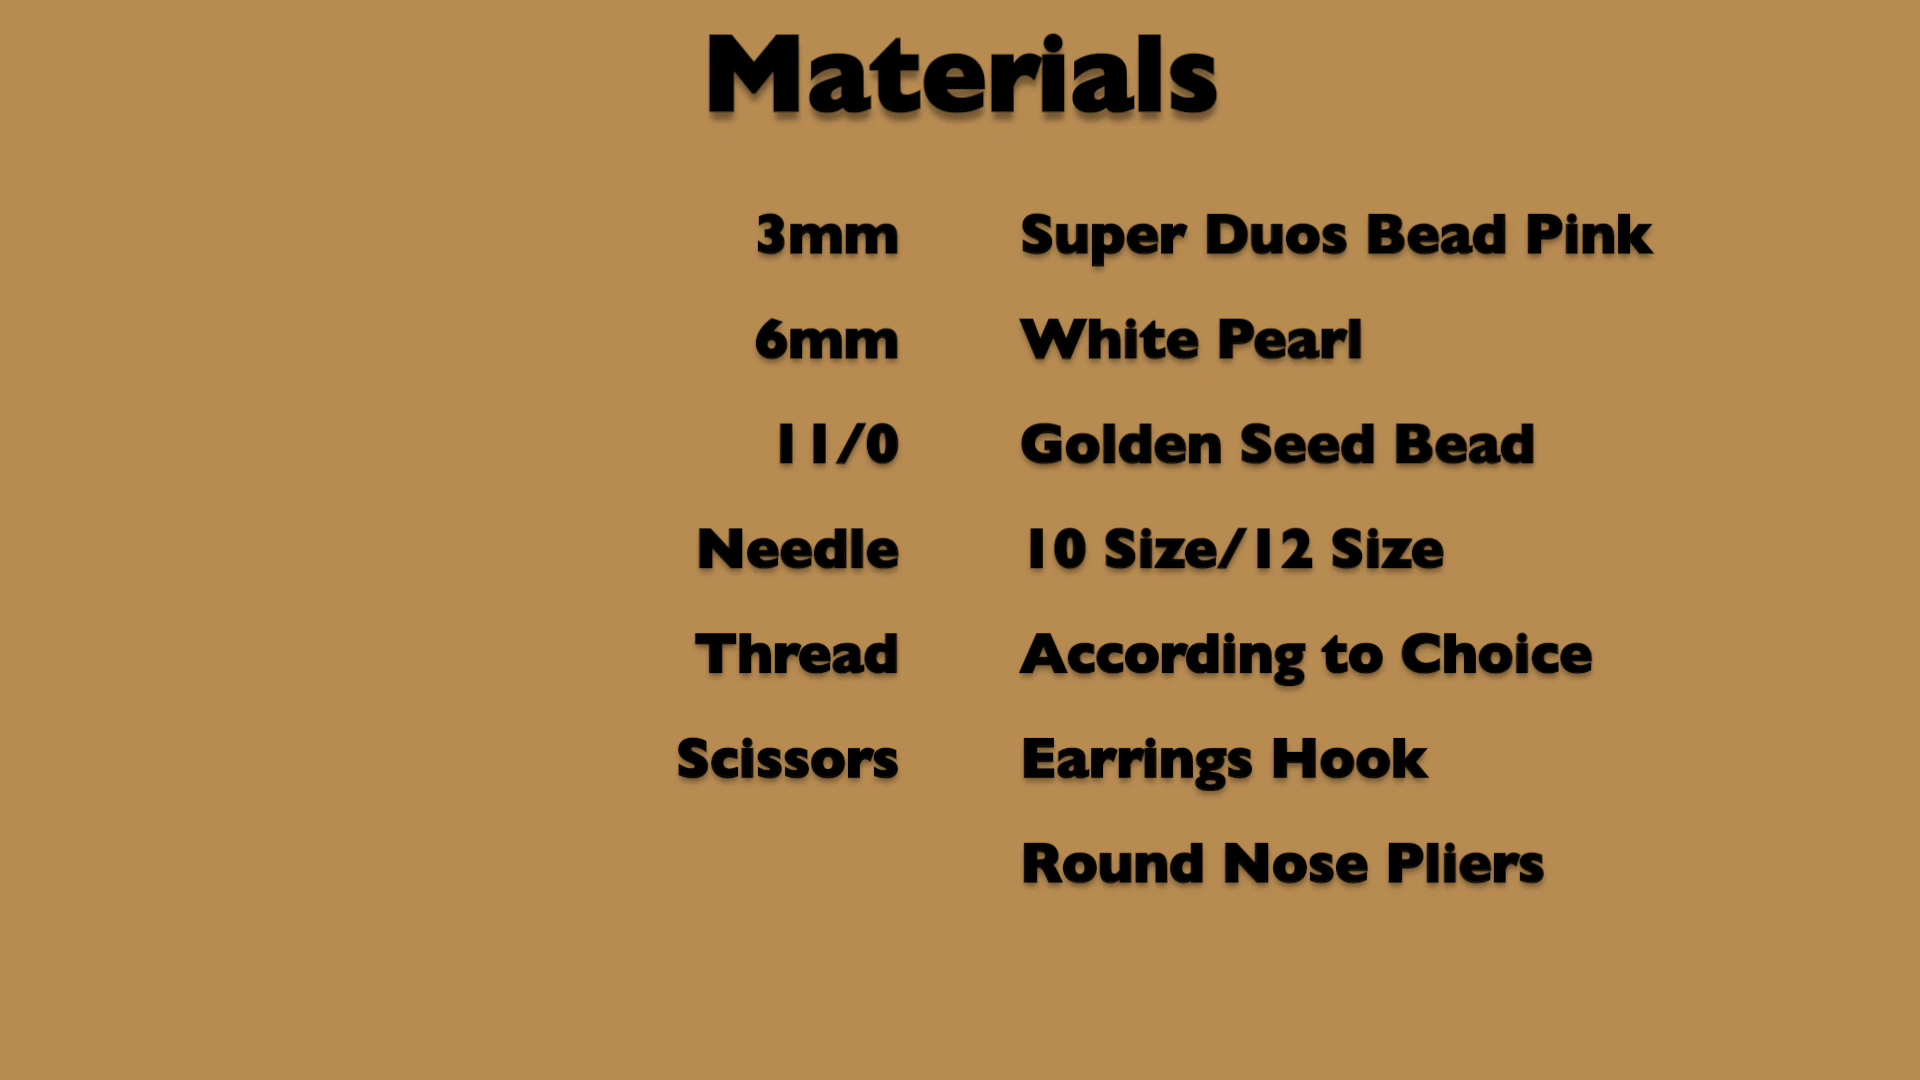 Materials
3mm Super Duos Bead Pink
6mm White Pearl
11/0 Golden Seed Bead
Needle 10 Size/12 Size
Thread According to Choice
Scissors Earrings Hook
Round Nose Pliers